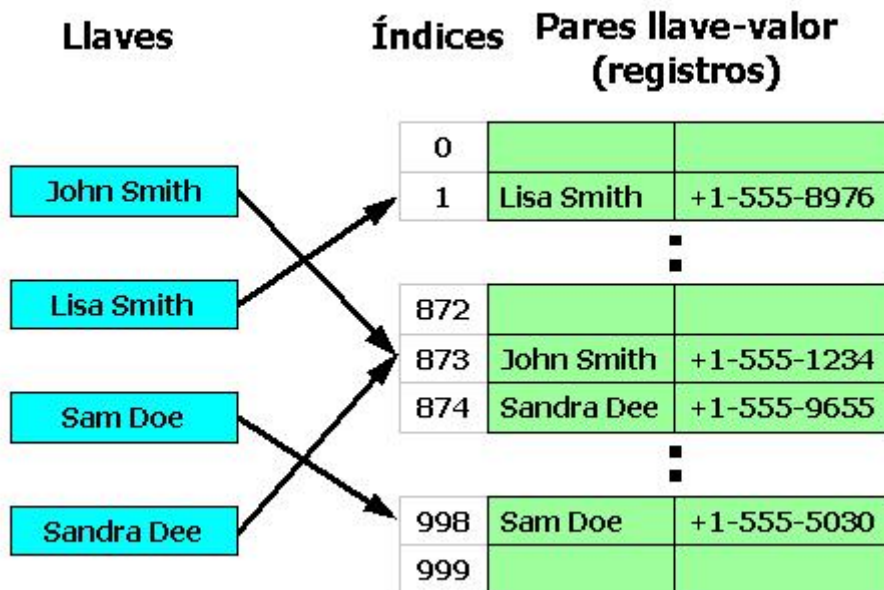 Llaves
Índices
Pares llave-valor
(registros)
John Smith
Lisa Smith
Sam Doe
Sandra Dee
0
1 Lisa Smith +1-555-8976
872
873 John Smith +1-555-1234
874 Sandra Dee +1-555-9655
998 Sam Doe +1-555-5030
999